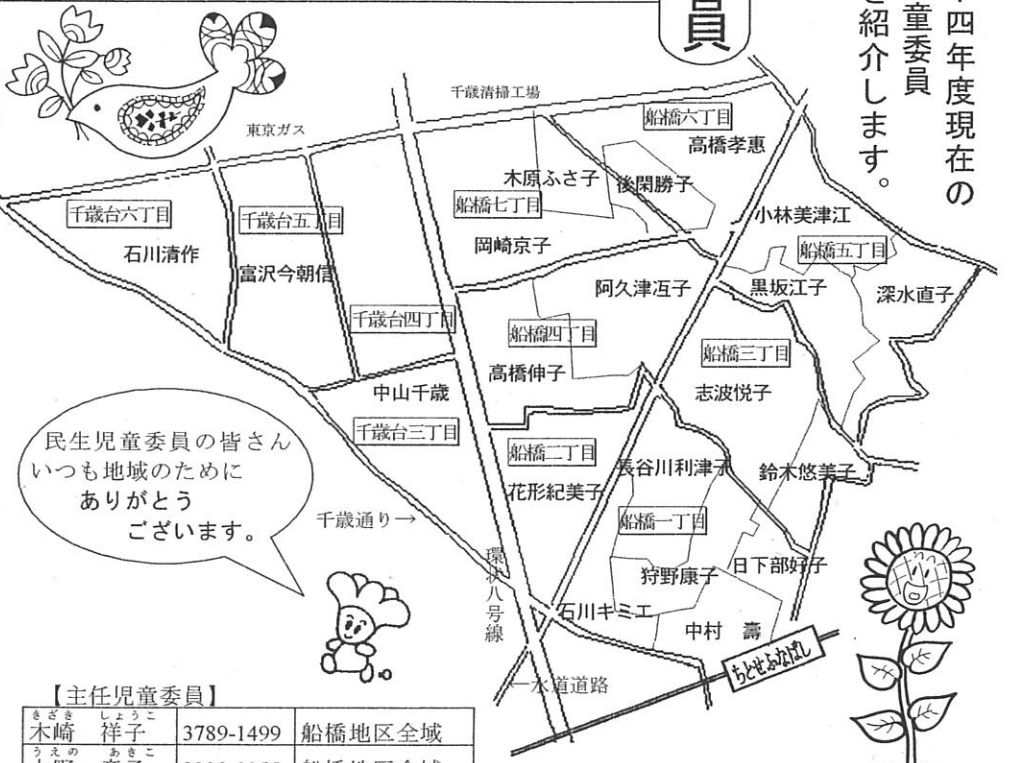 員
十四年度現在の
童委員
を紹介します。
千歳清掃工場
東京ガス
船橋六丁目
高橋孝惠
木原ふさ子
後閑勝子
船橋七丁目
岡崎京子
千歳台六丁目
石川清作
千歳台五丁目
富沢今朝信
小林美津江
船橋五丁目
黒坂江子
深水直子
阿久津冱子
千歳台四丁目
船橋四丁目
高橋伸子
船橋三丁目
志波悦子
中山千歳
千歳台三丁目
船橋二丁目
花形紀美子
長谷川利津子
鈴木悠美子
船橋一丁目
狩野康子
日下部好子
石川キミエ
中村 壽
千歳通り→
環状八号線
←水道道路
ちとせふなばし
民生児童委員の皆さん
いつも地域のために
ありがとう
ございます。
【主任児童委員】
きざき しょうこ
木崎 祥子 3789-1499 船橋地区全域
うえの あきこ